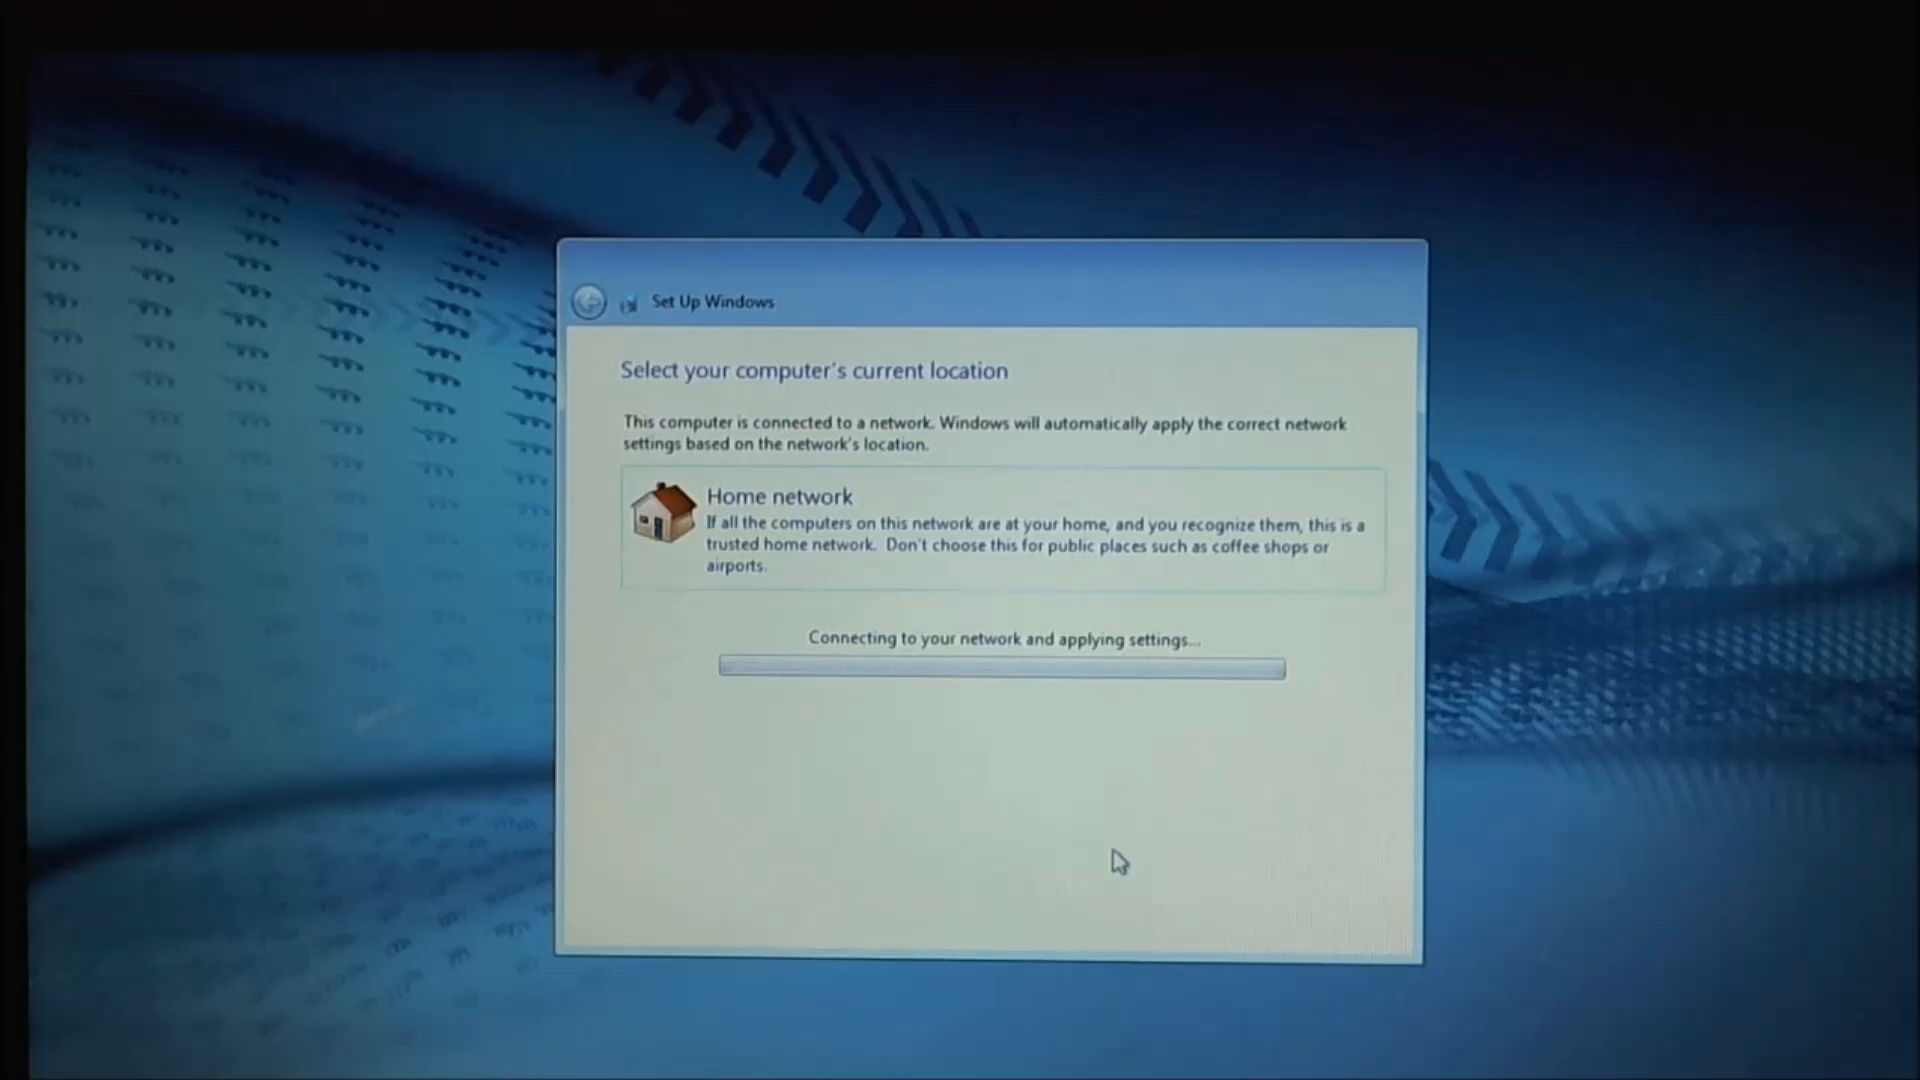 Set Up Windows
Select your computer's current location
This computer is connected to a network. Windows will automatically apply the correct network
settings based on the network's location.
Home network
If all the computers on this network are at your home, and you recognize them, this is a
trusted home network. Don't choose this for public places such as coffee shops or
airports.
Connecting to your network and applying settings...